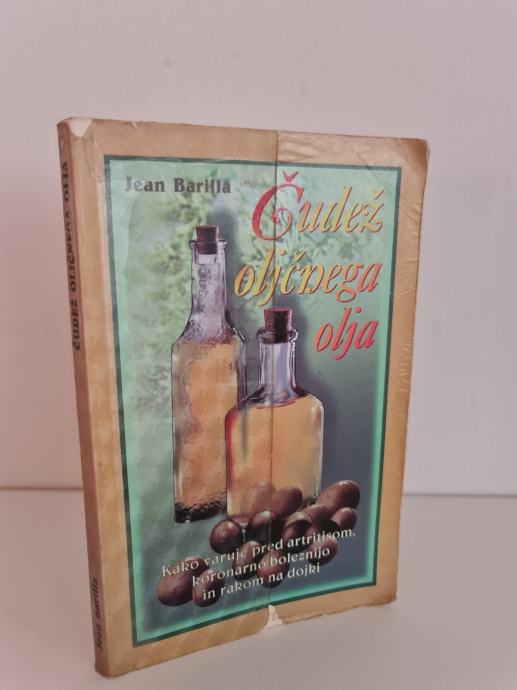 Jean Barilla
Čudež
oljčnega
olja
Kako varuje pred artritisom,
koronarno boleznijo
in rakom na dojki
ČUDEŽ OLJČNEGA OLJA
Jean Barilla